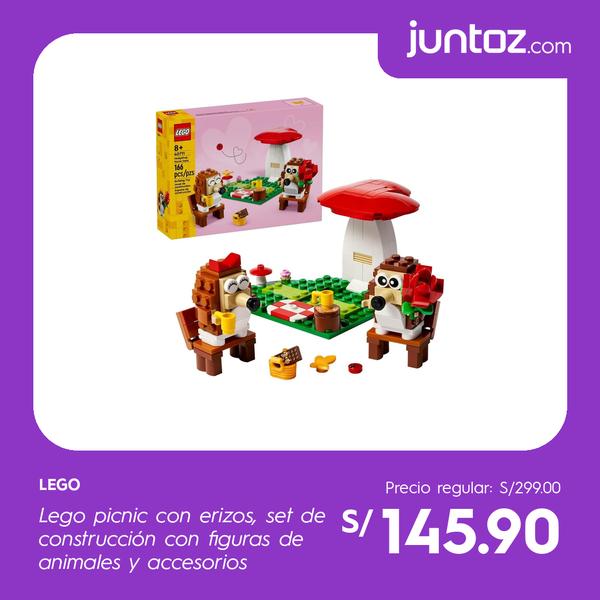 juntoz.com
LEGO
8+
40711
166
pcs/pzs
LEGO
Precio regular: S/299.00
Lego picnic con erizos, set de
construcción con figuras de
animales y accesorios
S/145.90